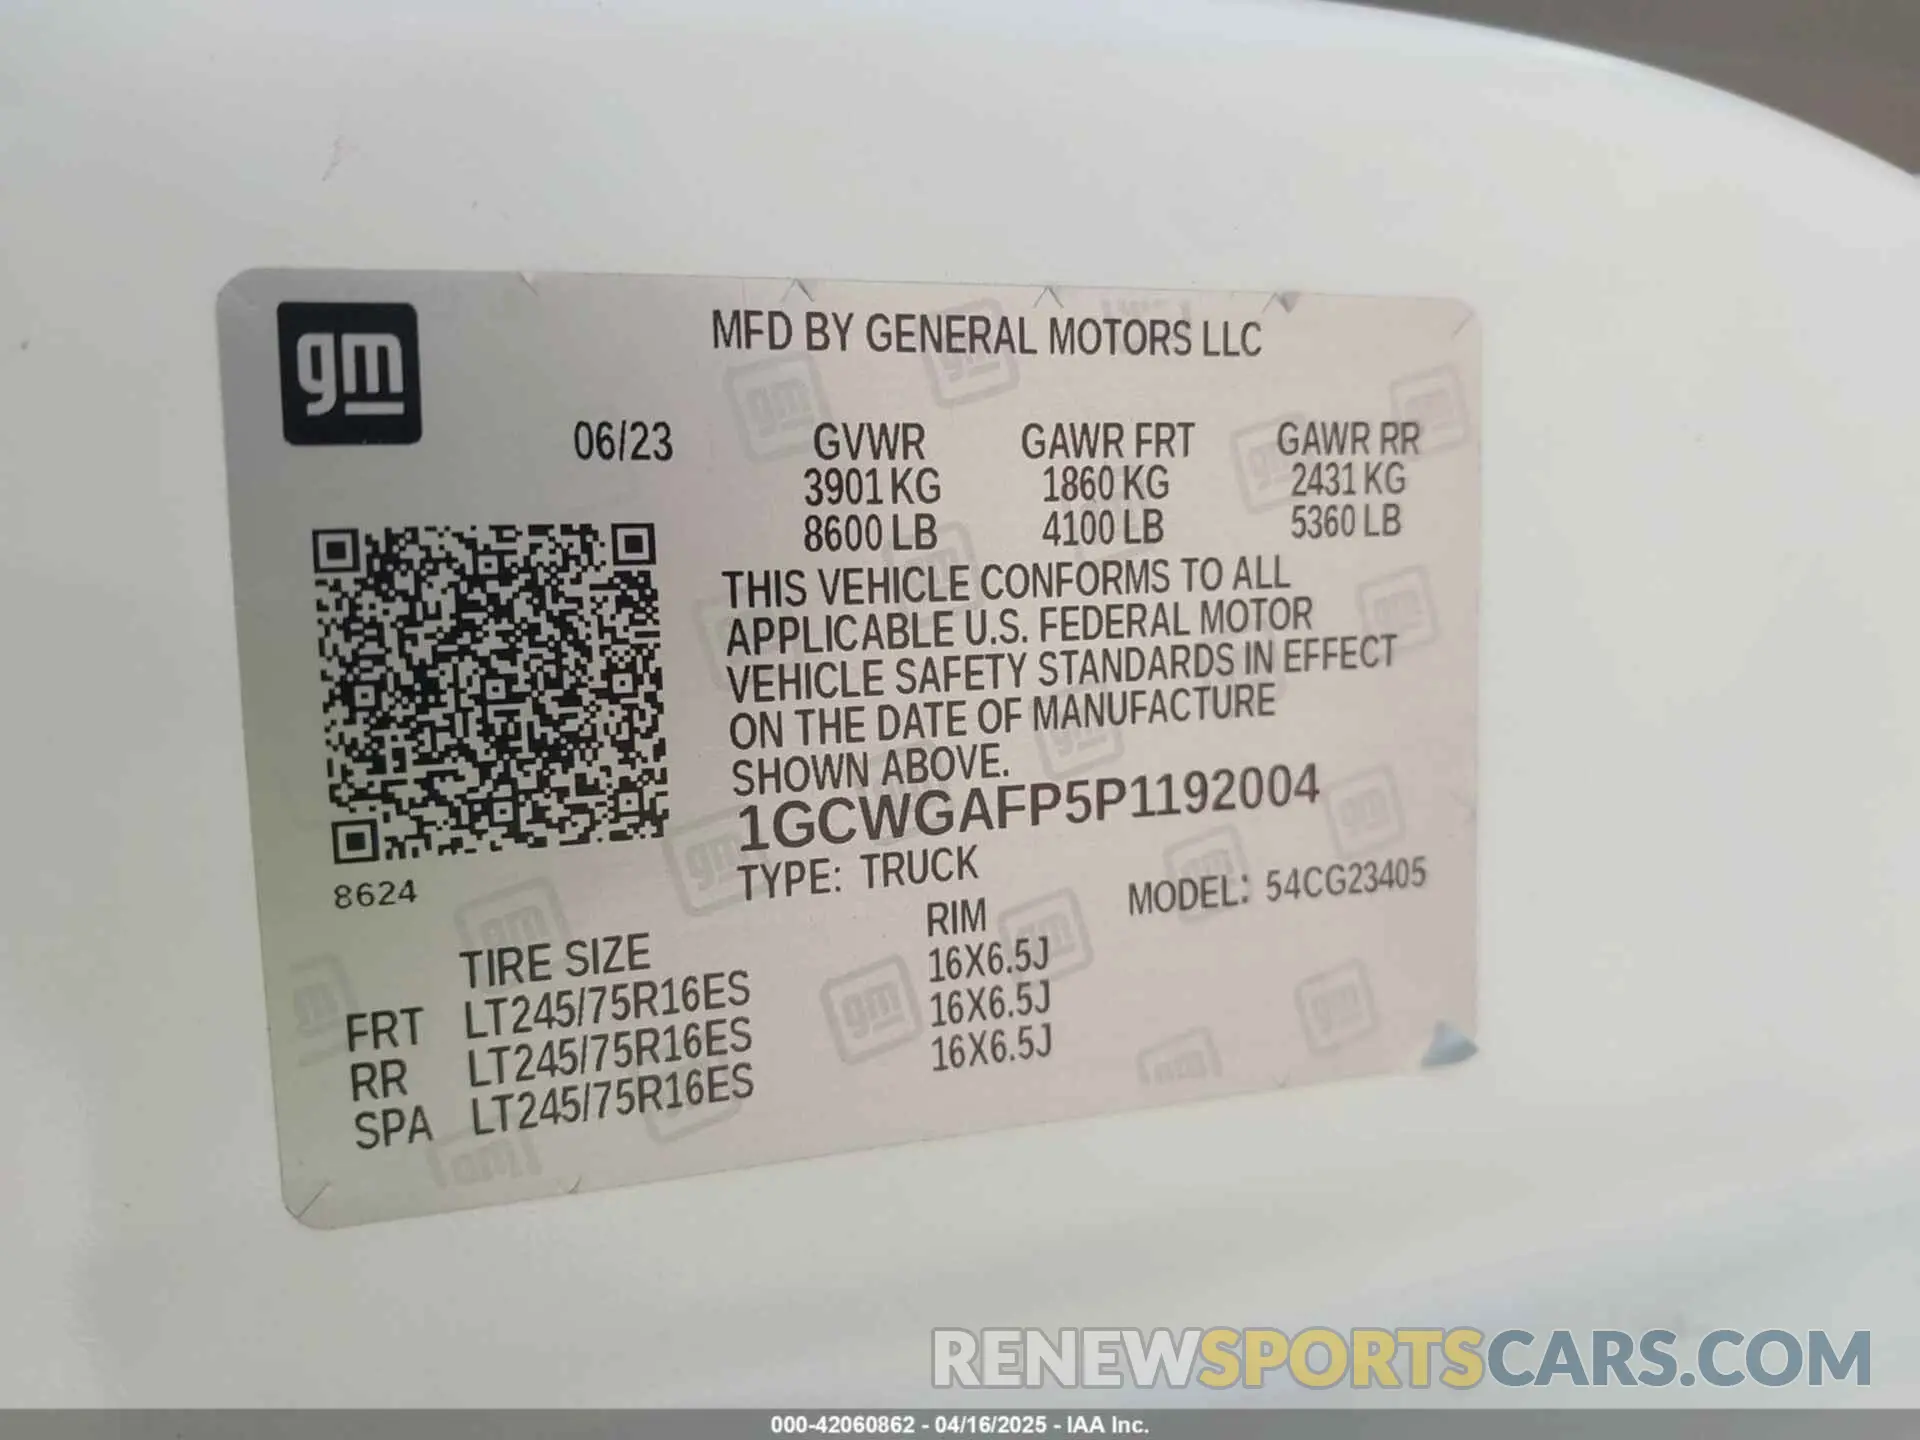 gm
MFD BY GENERAL MOTORS LLC
06/23 GVWR GAWR FRT GAWR RR
3901 KG 1860 KG 2431 KG
8600 LB 4100 LB 5360 LB
THIS VEHICLE CONFORMS TO ALL
APPLICABLE U.S. FEDERAL MOTOR
VEHICLE SAFETY STANDARDS IN EFFECT
ON THE DATE OF MANUFACTURE
SHOWN ABOVE.
1GCWGAFP5P1192004
TYPE: TRUCK MODEL: 54CG23405
8624
TIRE SIZE RIM
FRT LT245/75R16ES 16X6.5J
RR LT245/75R16ES 16X6.5J
SPA LT245/75R16ES 16X6.5J
RENEWSPORTSCARS.COM
000-42060862 - 04/16/2025 - IAA Inc.